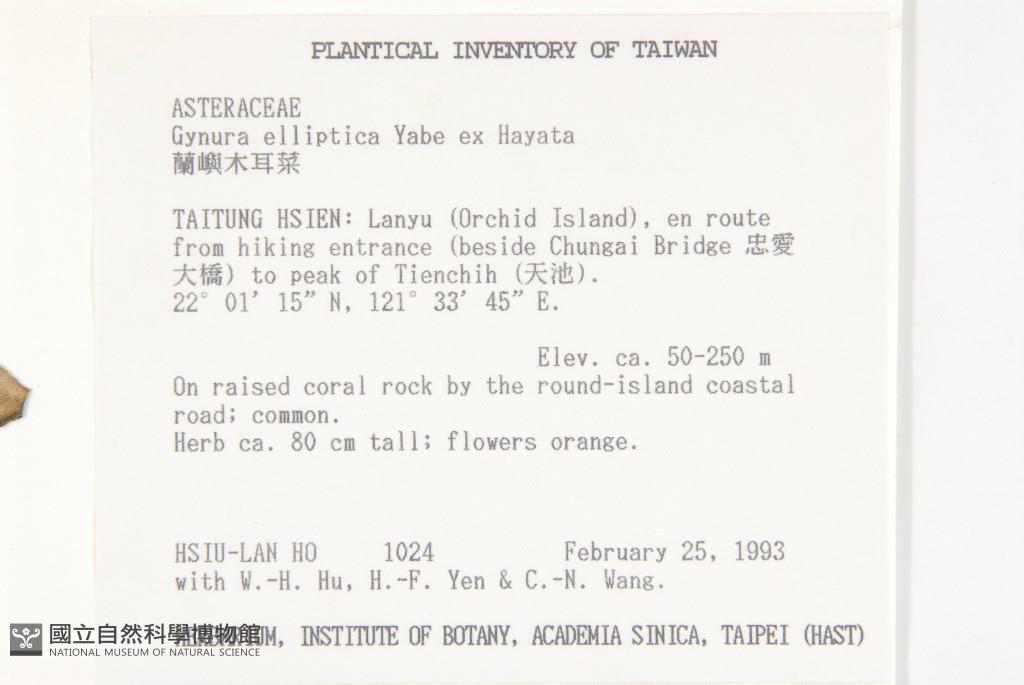 PLANTICAL INVENTORY OF TAIWAN
ASTERACEAE
Gynura elliptica Yabe ex Hayata
蘭嶼木耳菜
TAITUNG HSIEN: Lanyu (Orchid Island), en route
from hiking entrance (beside Chungai Bridge 忠愛
大橋) to peak of Tienchih (天池).
22° 01′ 15″ N, 121° 33′ 45″ E.
Elev. ca. 50-250 m
On raised coral rock by the round-island coastal
road; common.
Herb ca. 80 cm tall; flowers orange.
HSIU-LAN HO 1024 February 25, 1993
with W.-H. Hu, H.-F. Yen & C.-N. Wang.
HERBARIUM, INSTITUTE OF BOTANY, ACADEMIA SINICA, TAIPEI (HAST)
國立自然科學博物館
NATIONAL MUSEUM OF NATURAL SCIENCE